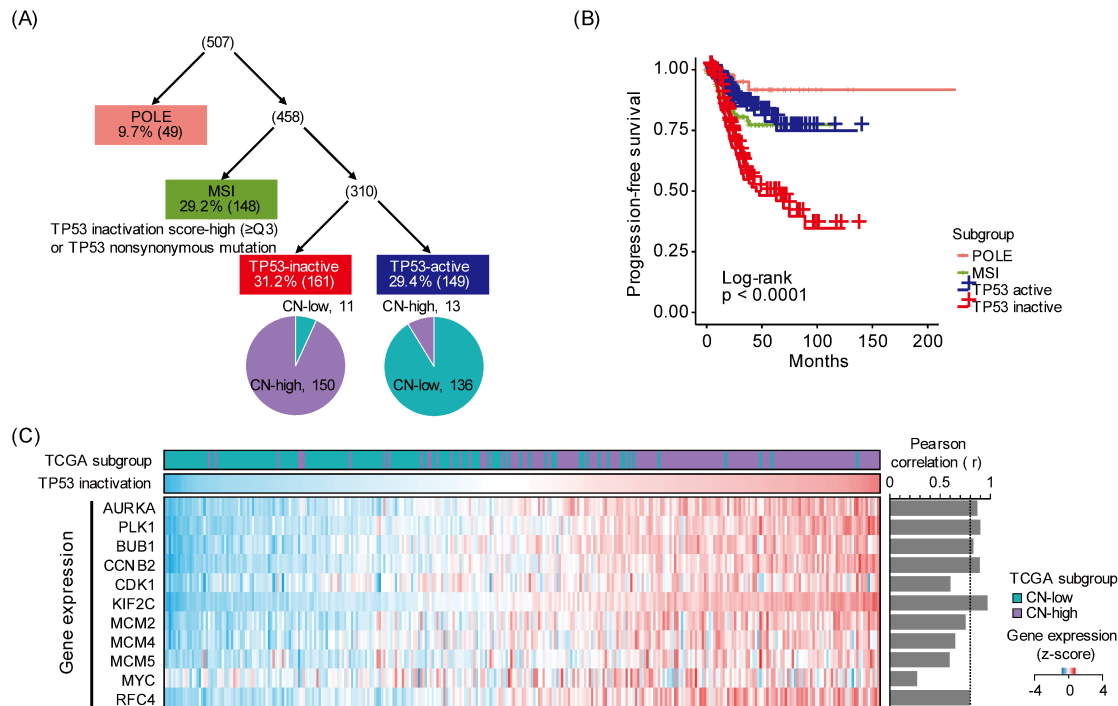 (A)
(507)
POLE
9.7% (49)
(458)
MSI
29.2% (148)
(310)
TP53 inactivation score-high (≥Q3)
or TP53 nonsynonymous mutation
TP53-inactive
31.2% (161)
TP53-active
29.4% (149)
CN-low, 11
CN-high, 13
CN-high, 150
CN-low, 136
(B)
Progression-free survival
1.00
0.75
0.50
0.25
0.00
Log-rank
p < 0.0001
0 50 100 150 200
Months
Subgroup
POLE
MSI
TP53 active
TP53 inactive
(C)
TCGA subgroup
TP53 inactivation
Gene expression
AURKA
PLK1
BUB1
CCNB2
CDK1
KIF2C
MCM2
MCM4
MCM5
MYC
RFC4
Pearson
correlation ( r)
0 0.5 1
TCGA subgroup
CN-low
CN-high
Gene expression
(z-score)
-4 0 4